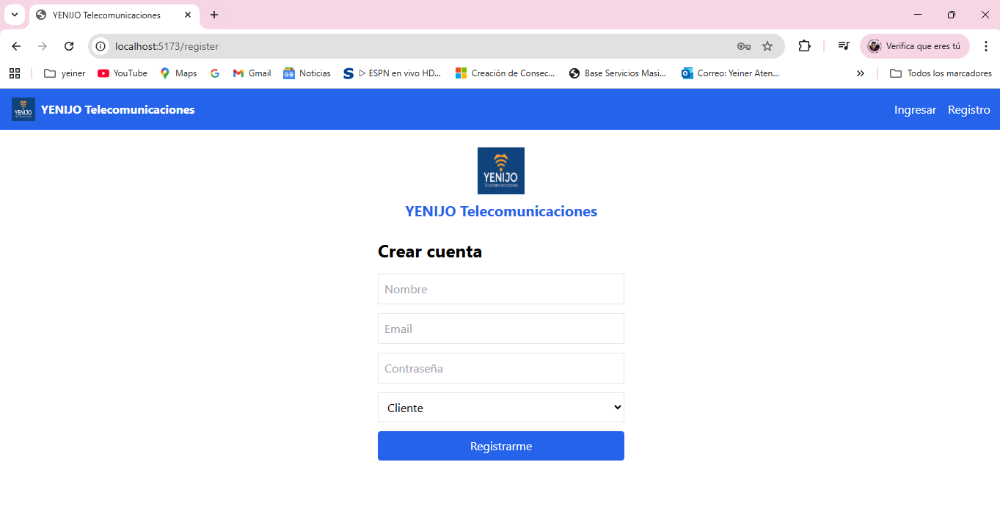 YENIJO Telecomunicaciones
localhost:5173/register
Verifica que eres tú
yeiner
YouTube
Maps
Gmail
Noticias
ESPN en vivo HD...
Creación de Consec...
Base Servicios Masi...
Correo: Yeiner Aten...
Todos los marcadores
YENIJO
YENIJO Telecomunicaciones
Ingresar
Registro
YENIJO
TELECOMUNICACIONES
YENIJO Telecomunicaciones
Crear cuenta
Nombre
Email
Contraseña
Cliente
Registrarme